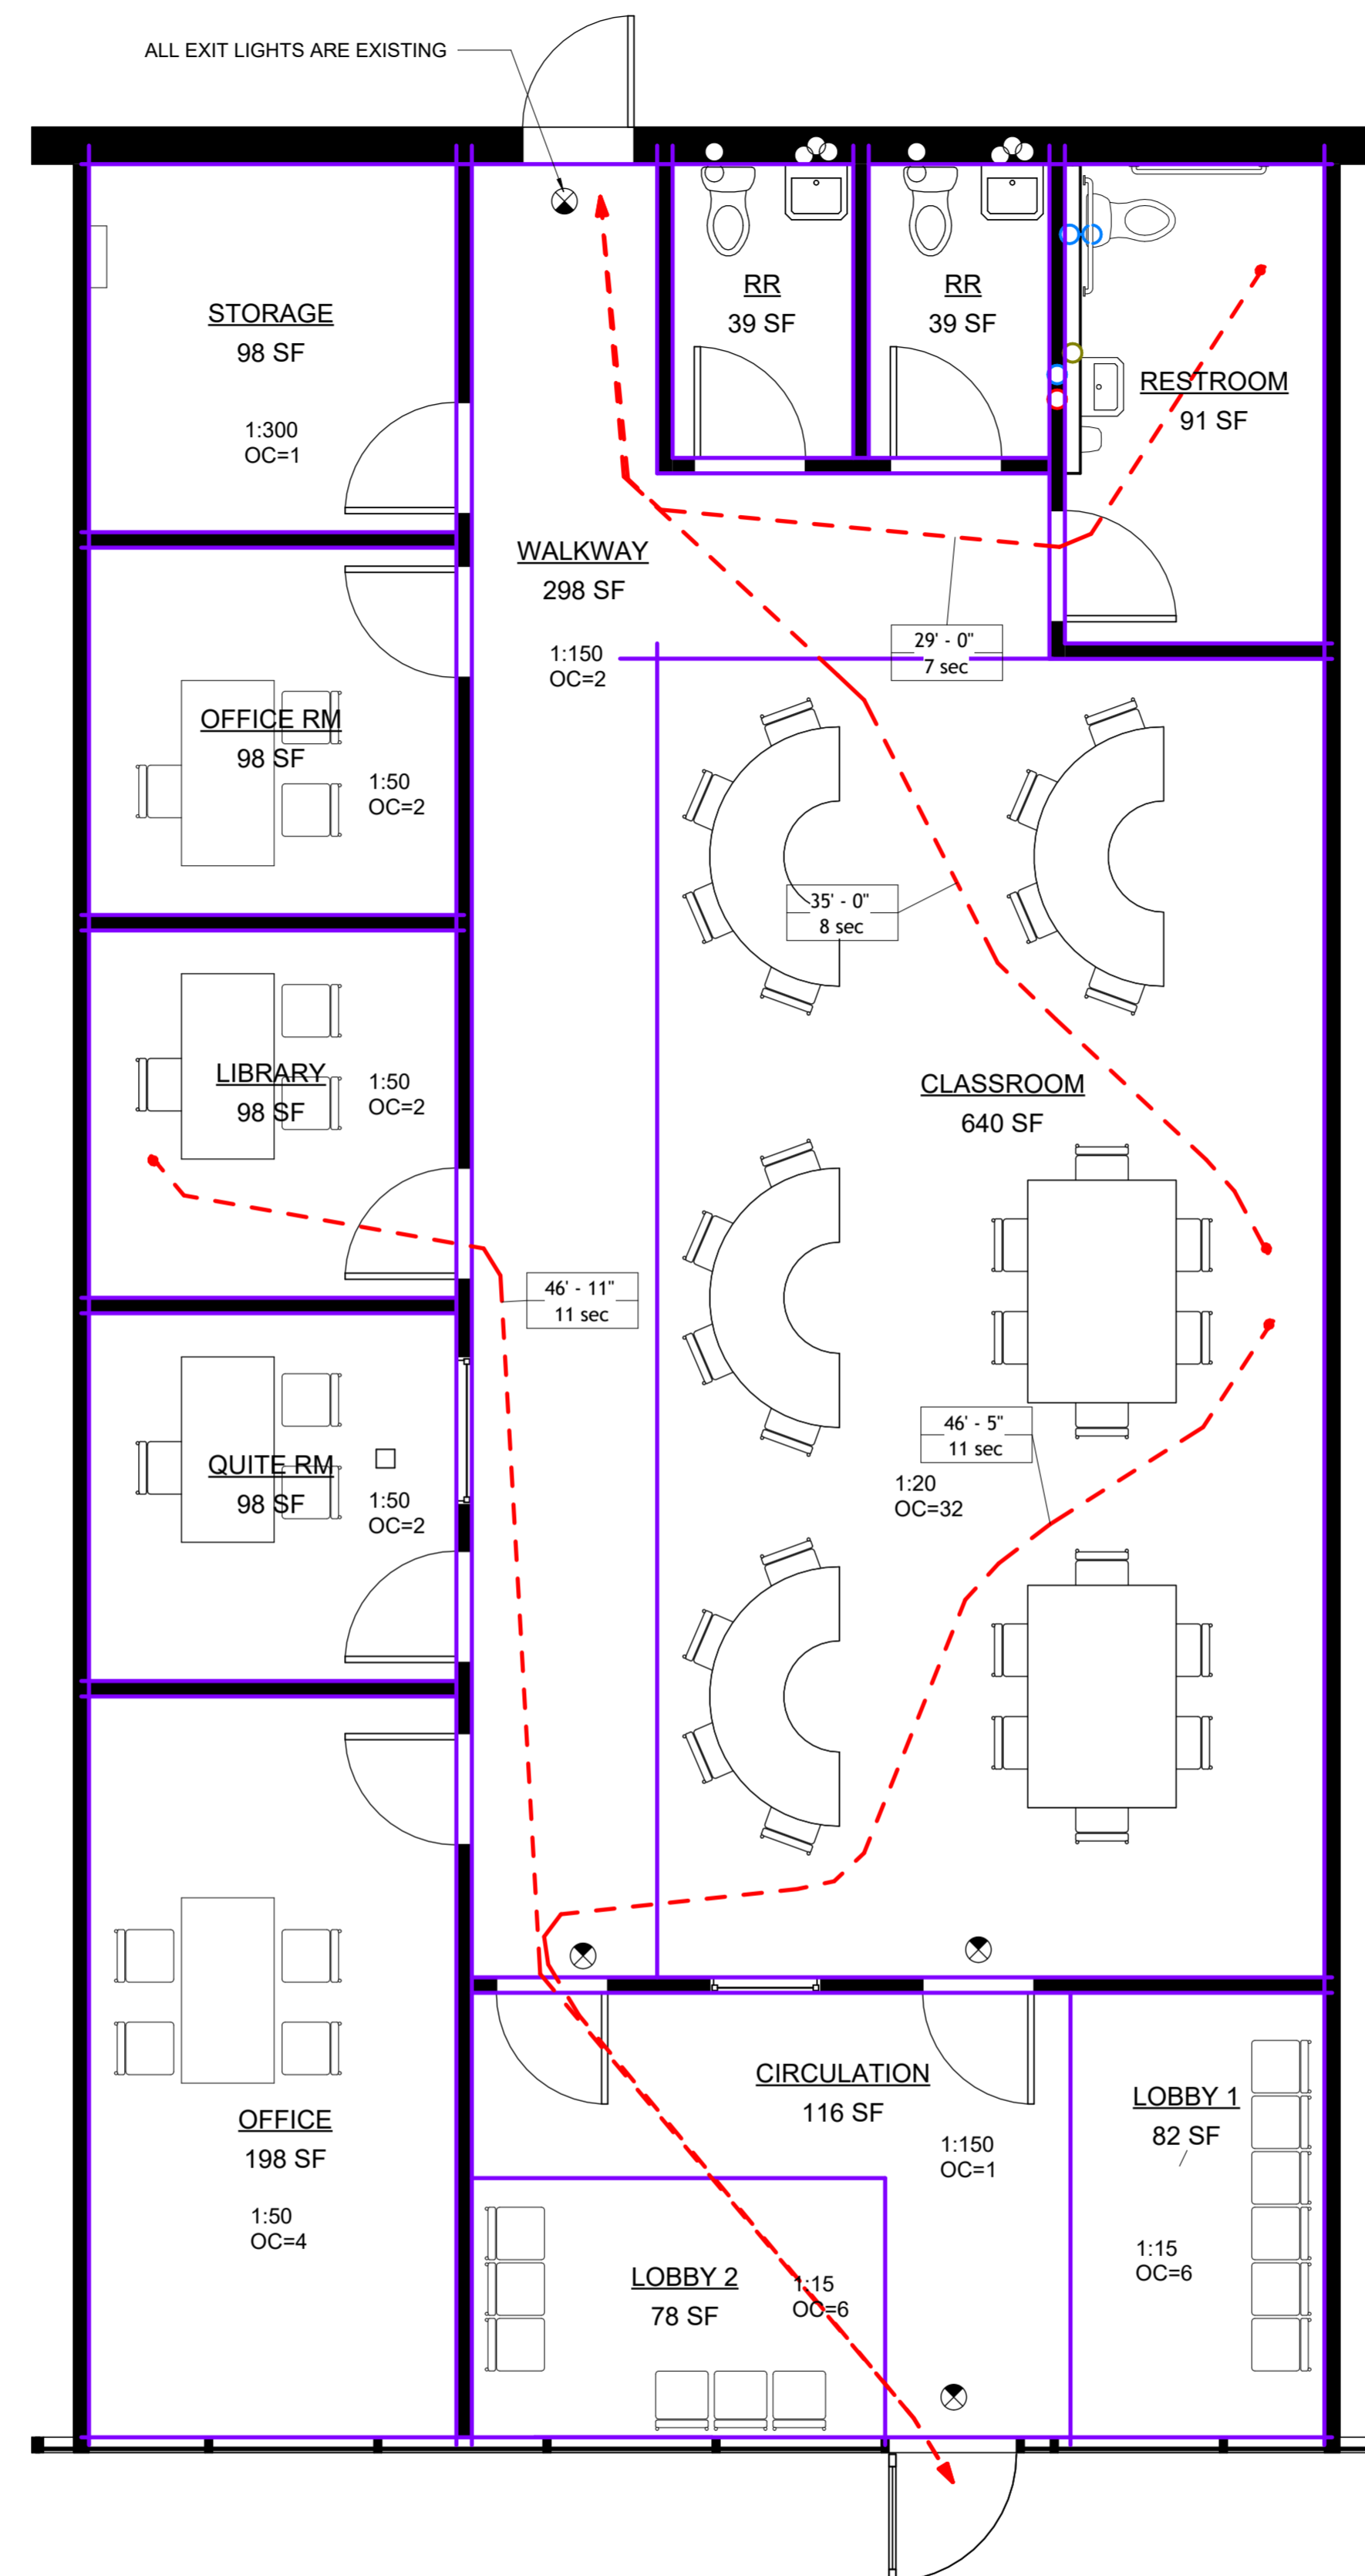 ALL EXIT LIGHTS ARE EXISTING
STORAGE
98 SF
1:300
OC=1
RR
39 SF
RR
39 SF
RESTROOM
91 SF
WALKWAY
298 SF
1:150
OC=2
29' - 0"
7 sec
OFFICE RM
98 SF
1:50
OC=2
35' - 0"
8 sec
LIBRARY
98 SF
1:50
OC=2
CLASSROOM
640 SF
46' - 11"
11 sec
46' - 5"
11 sec
1:20
OC=32
QUITE RM
98 SF
1:50
OC=2
CIRCULATION
116 SF
1:150
OC=1
LOBBY 1
82 SF
1:15
OC=6
OFFICE
198 SF
1:50
OC=4
LOBBY 2
78 SF
1:15
OC=6